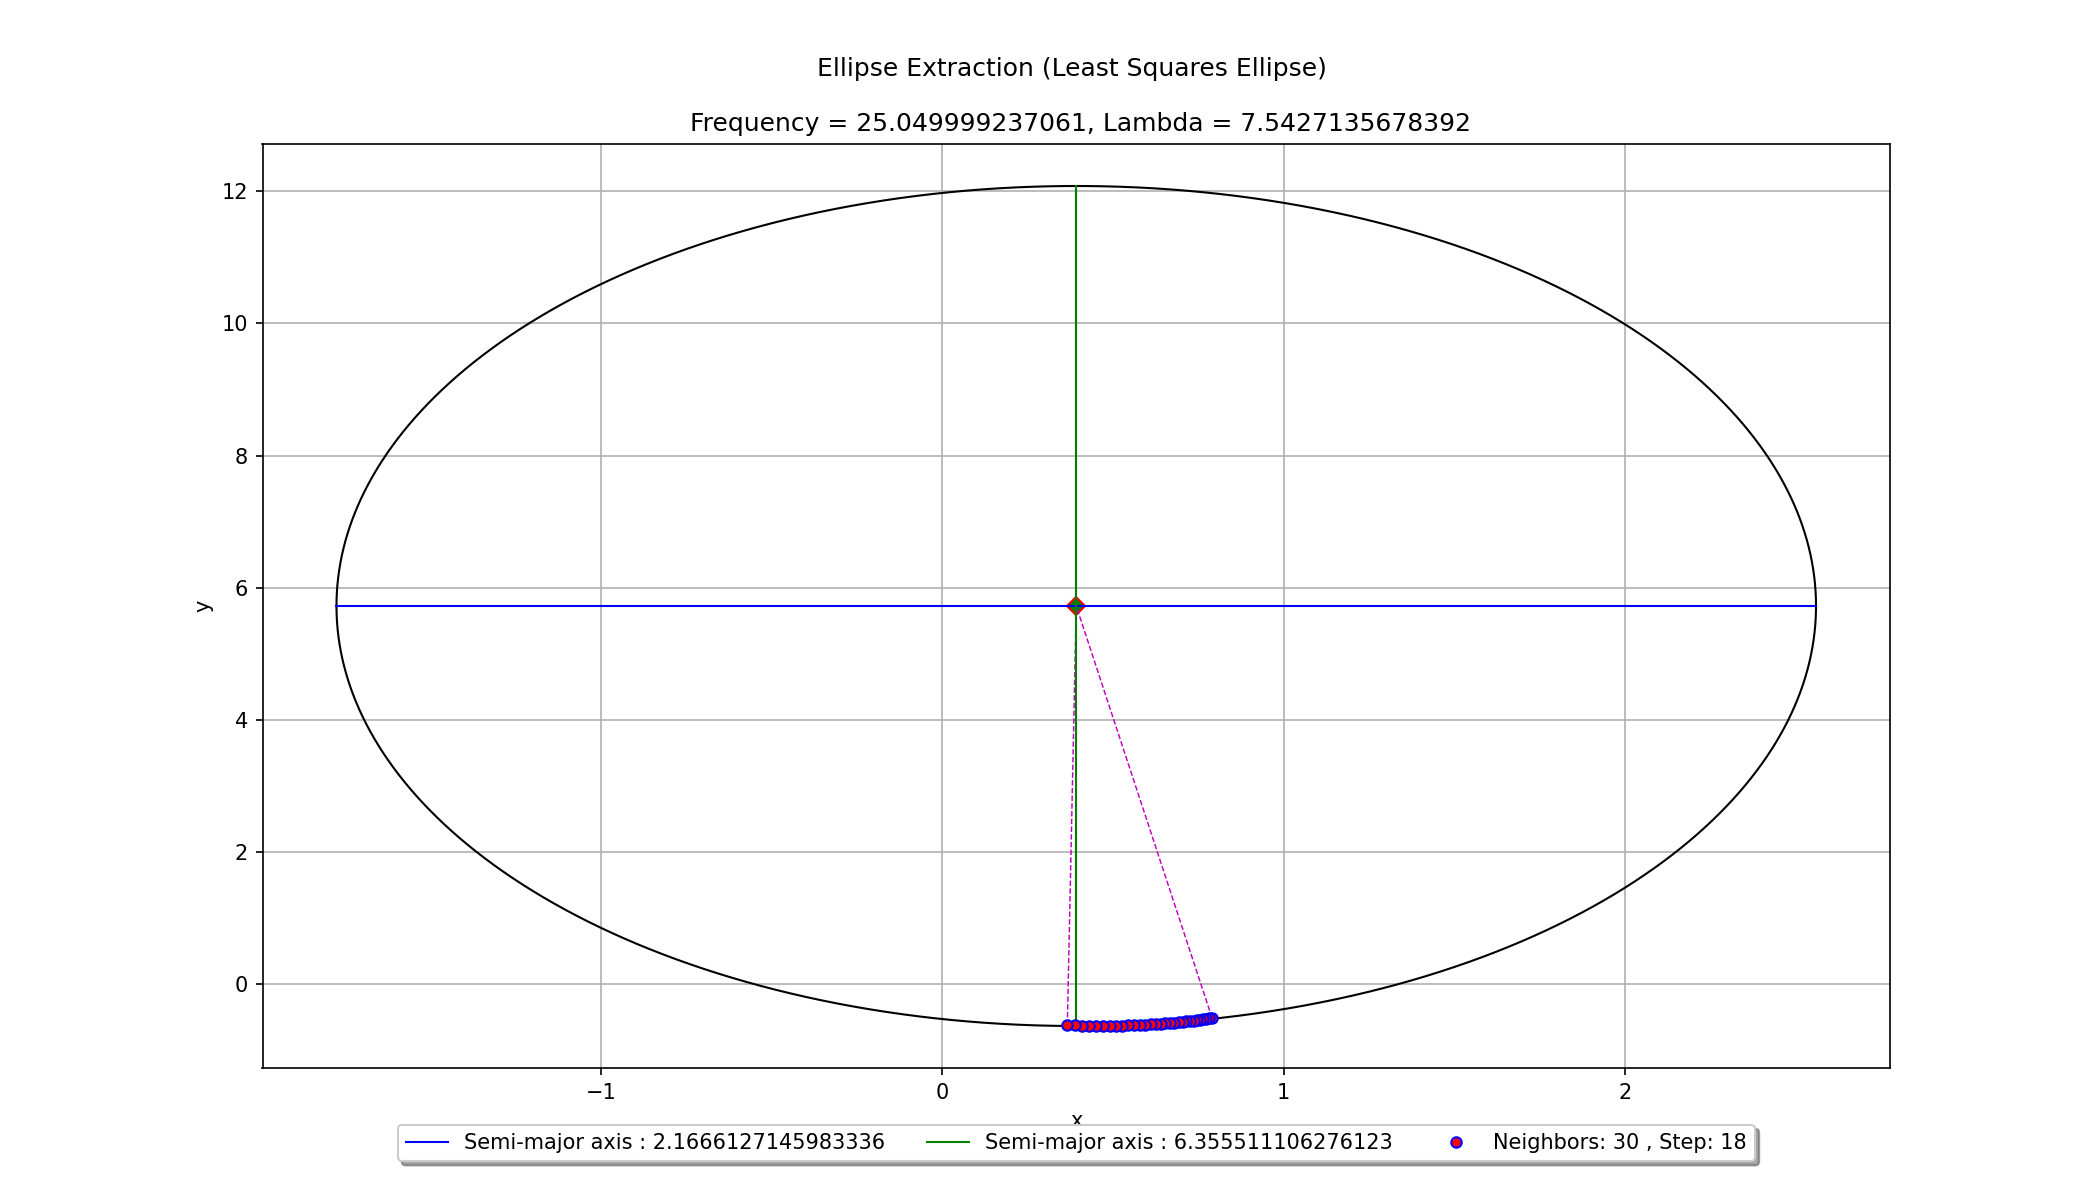 Ellipse Extraction (Least Squares Ellipse)
Frequency = 25.049999237061, Lambda = 7.5427135678392
12
10
8
6
4
2
0
y
−1 0 1 2
x
Semi-major axis : 2.1666127145983336 Semi-major axis : 6.355511106276123 Neighbors: 30 , Step: 18